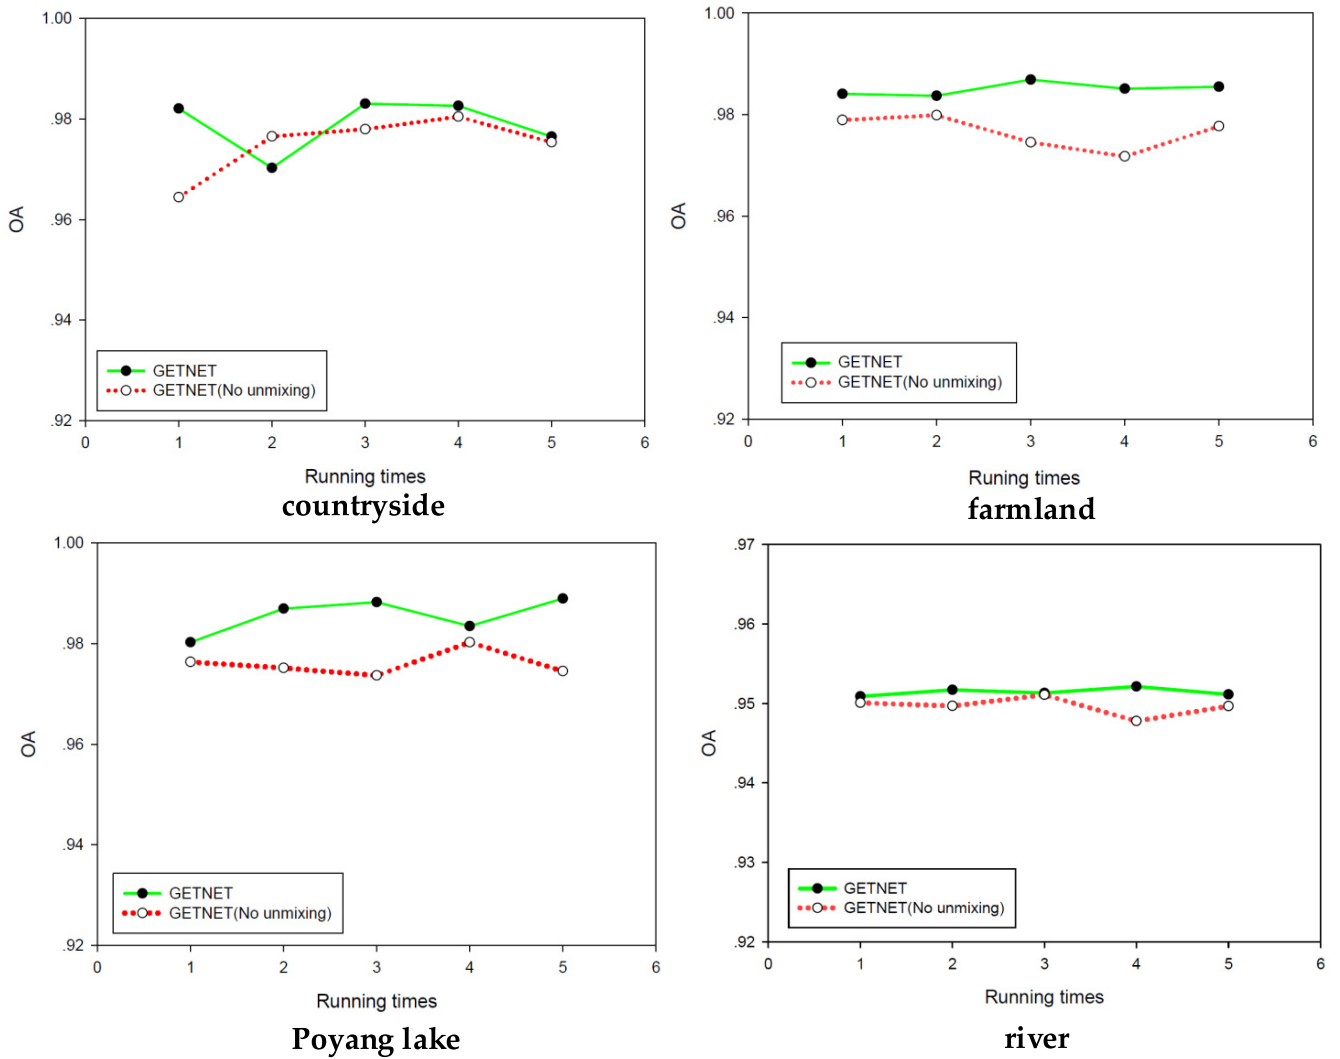 1.00
.98
.96
.94
.92
OA
GETNET
GETNET(No unmixing)
0 1 2 3 4 5 6
Running times
countryside
1.00
.98
.96
.94
.92
OA
GETNET
GETNET(No unmixing)
0 1 2 3 4 5 6
Runing times
farmland
1.00
.98
.96
.94
.92
OA
GETNET
GETNET(No unmixing)
0 1 2 3 4 5 6
Running times
Poyang lake
.97
.96
.95
.94
.93
.92
OA
GETNET
GETNET(No unmixing)
0 1 2 3 4 5 6
Running times
river